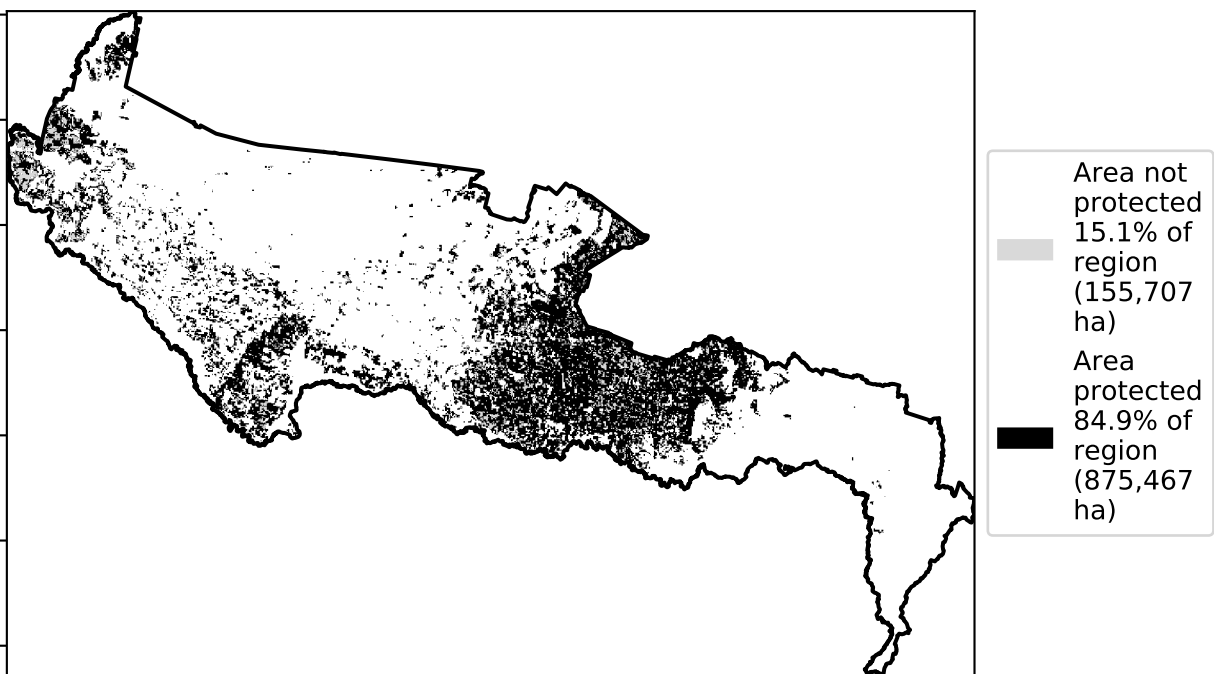 Area not
protected
15.1% of
region
(155,707
ha)
Area
protected
84.9% of
region
(875,467
ha)